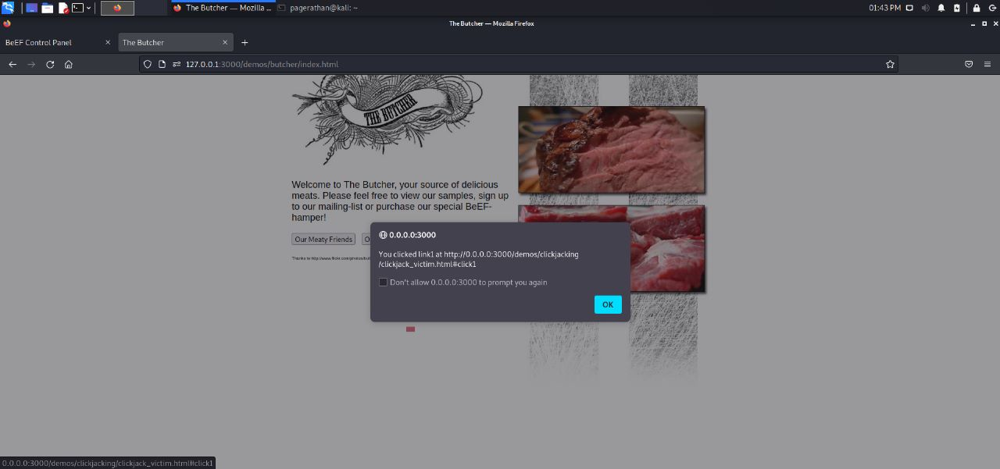 The Butcher — Mozilla ...
pagerathan@kali: ~
01:43 PM
The Butcher — Mozilla Firefox
BeEF Control Panel
The Butcher
127.0.0.1:3000/demos/butcher/index.html
THE BUTCHER
Welcome to The Butcher, your source of delicious
meats. Please feel free to view our samples, sign up
to our mailing-list or purchase our special BeEF-
hamper!
Our Meaty Friends
O
Thanks to http://www.flickr.com/photos/
0.0.0.0:3000
You clicked link1 at http://0.0.0.0:3000/demos/clickjacking
/clickjack_victim.html#click1
Don't allow 0.0.0.0:3000 to prompt you again
OK
0.0.0.0:3000/demos/clickjacking/clickjack_victim.html#click1